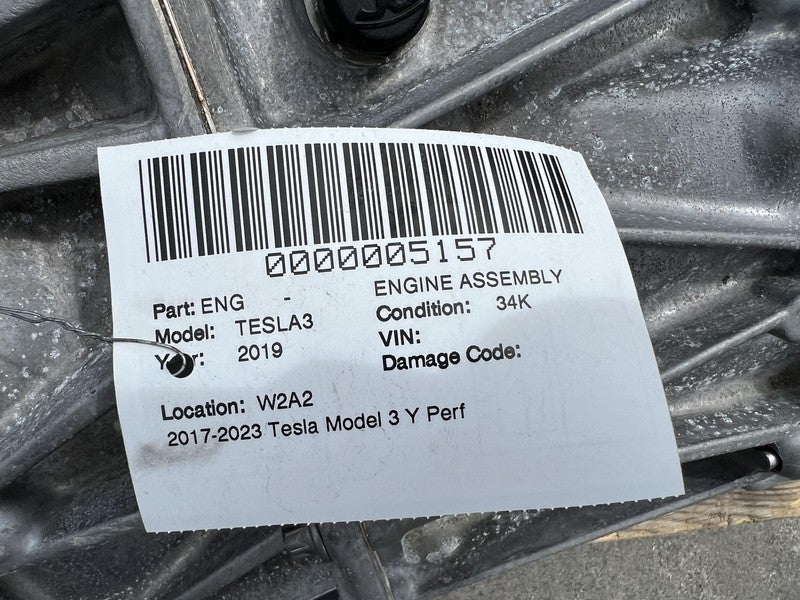 0000005157
Part: ENG - ENGINE ASSEMBLY
Model: TESLA3 Condition: 34K
Year: 2019 VIN:
Damage Code:
Location: W2A2
2017-2023 Tesla Model 3 Y Perf